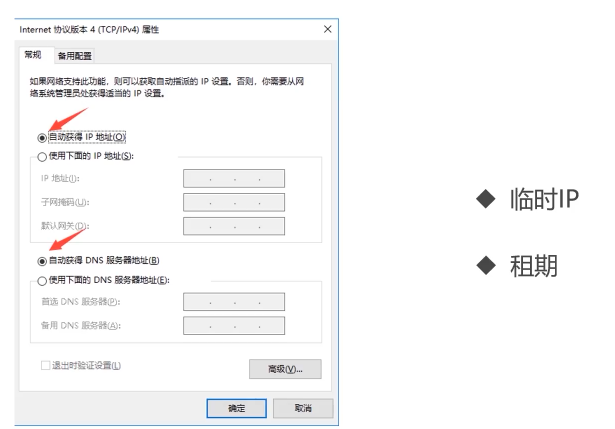 Internet 协议版本 4 (TCP/IPv4) 属性
常规 备用配置
如果网络支持此功能，则可以获取自动指派的 IP 设置。否则，你需要从网
络系统管理员处获得适当的 IP 设置。
自动获得 IP 地址(O)
使用下面的 IP 地址(S):
IP 地址(I):
子网掩码(U):
默认网关(D):
自动获得 DNS 服务器地址(B)
使用下面的 DNS 服务器地址(E):
首选 DNS 服务器(P):
备用 DNS 服务器(A):
退出时验证设置(L)
高级(V)...
确定 取消
临时IP
租期